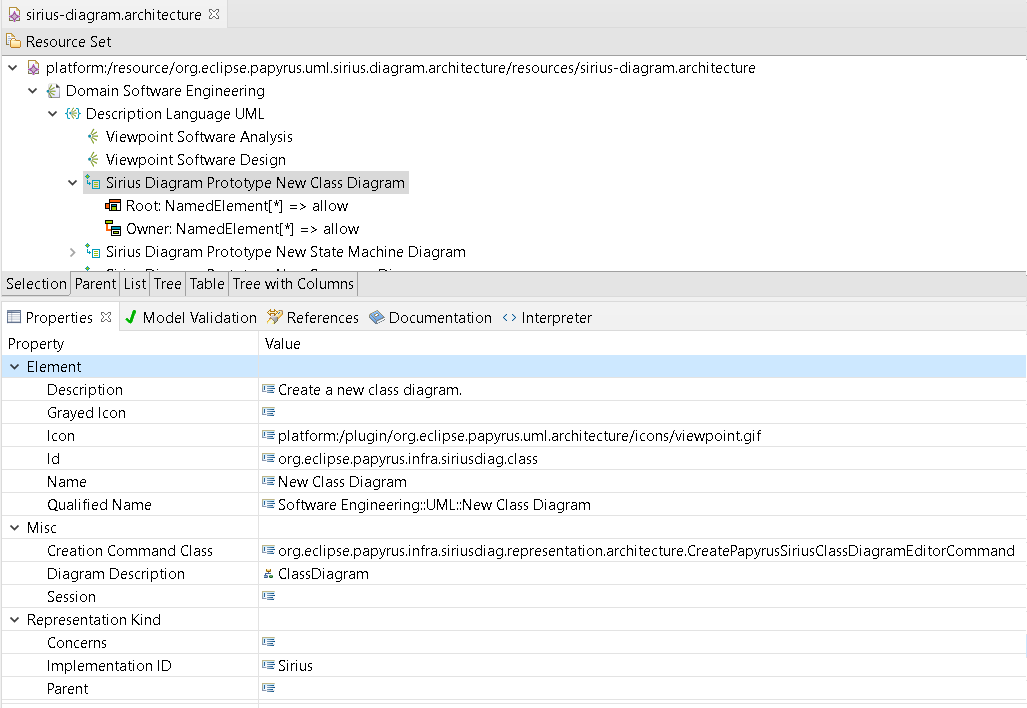 sirius-diagram.architecture
Resource Set
platform:/resource/org.eclipse.papyrus.uml.sirius.diagram.architecture/resources/sirius-diagram.architecture
Domain Software Engineering
Description Language UML
Viewpoint Software Analysis
Viewpoint Software Design
Sirius Diagram Prototype New Class Diagram
Root: NamedElement[*] => allow
Owner: NamedElement[*] => allow
Sirius Diagram Prototype New State Machine Diagram
Selection Parent List Tree Table Tree with Columns
Properties Model Validation References Documentation Interpreter
Property Value
Element
Description Create a new class diagram.
Grayed Icon
Icon platform:/plugin/org.eclipse.papyrus.uml.architecture/icons/viewpoint.gif
Id org.eclipse.papyrus.infra.siriusdiag.class
Name New Class Diagram
Qualified Name Software Engineering::UML::New Class Diagram
Misc
Creation Command Class org.eclipse.papyrus.infra.siriusdiag.representation.architecture.CreatePapyrusSiriusClassDiagramEditorCommand
Diagram Description ClassDiagram
Session
Representation Kind
Concerns
Implementation ID Sirius
Parent